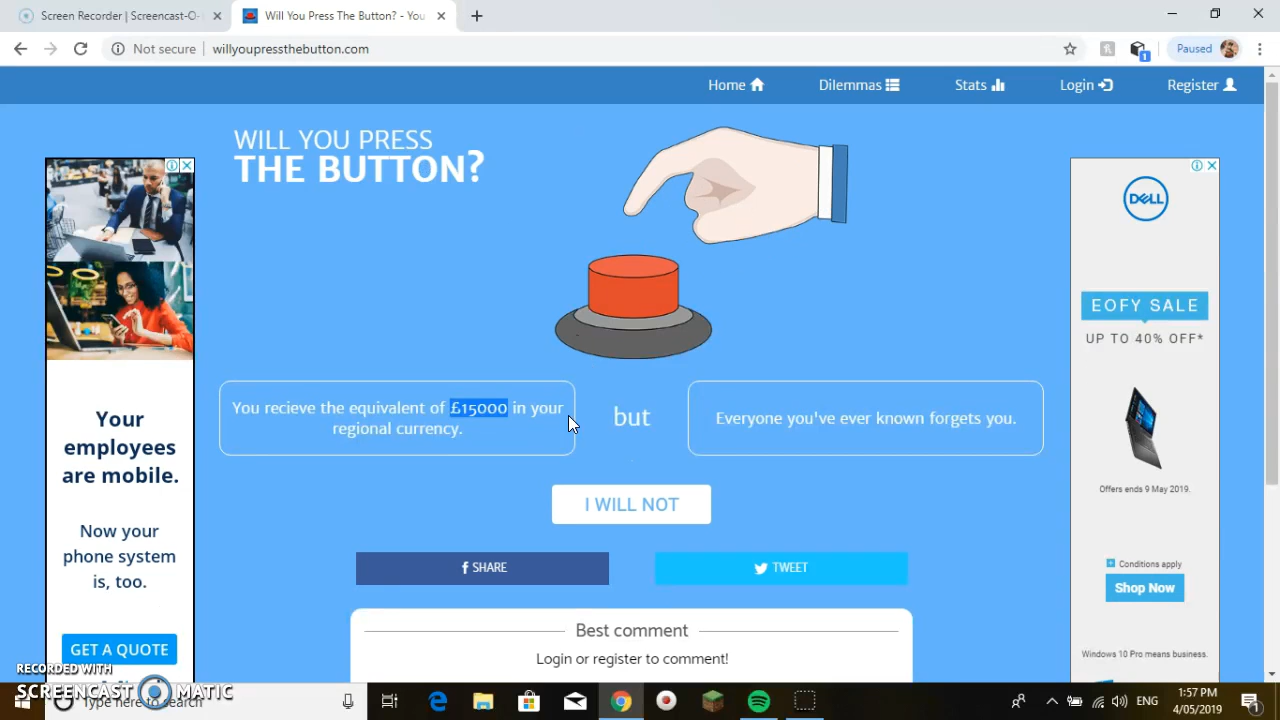 Screen Recorder | Screencast-O-
Will You Press The Button? - You
Not secure
willyoupressthebutton.com
Paused
1
Home
Dilemmas
Stats
Login
Register
WILL YOU PRESS
THE BUTTON?
You recieve the equivalent of £15000 in your
regional currency.
but
Everyone you've ever known forgets you.
I WILL NOT
SHARE
TWEET
Best comment
Login or register to comment!
Your
employees
are mobile.
Now your
phone system
is, too.
GET A QUOTE
DELL
EOFY SALE
UP TO 40% OFF*
Offers ends 9 May 2019.
Conditions apply
Shop Now
Windows 10 Pro means business.
RECORDED WITH
SCREENCAST MATIC
Type here to search
ENG
1:57 PM
4/05/2019
1